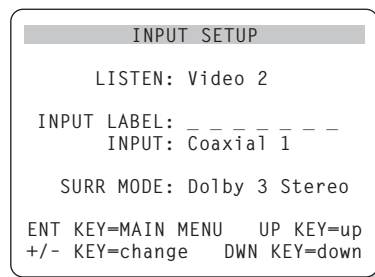 INPUT SETUP
LISTEN: Video 2
INPUT LABEL: _ _ _ _ _ _ _
INPUT: Coaxial 1
SURR MODE: Dolby 3 Stereo
ENT KEY=MAIN MENU UP KEY=up
+/- KEY=change DWN KEY=down